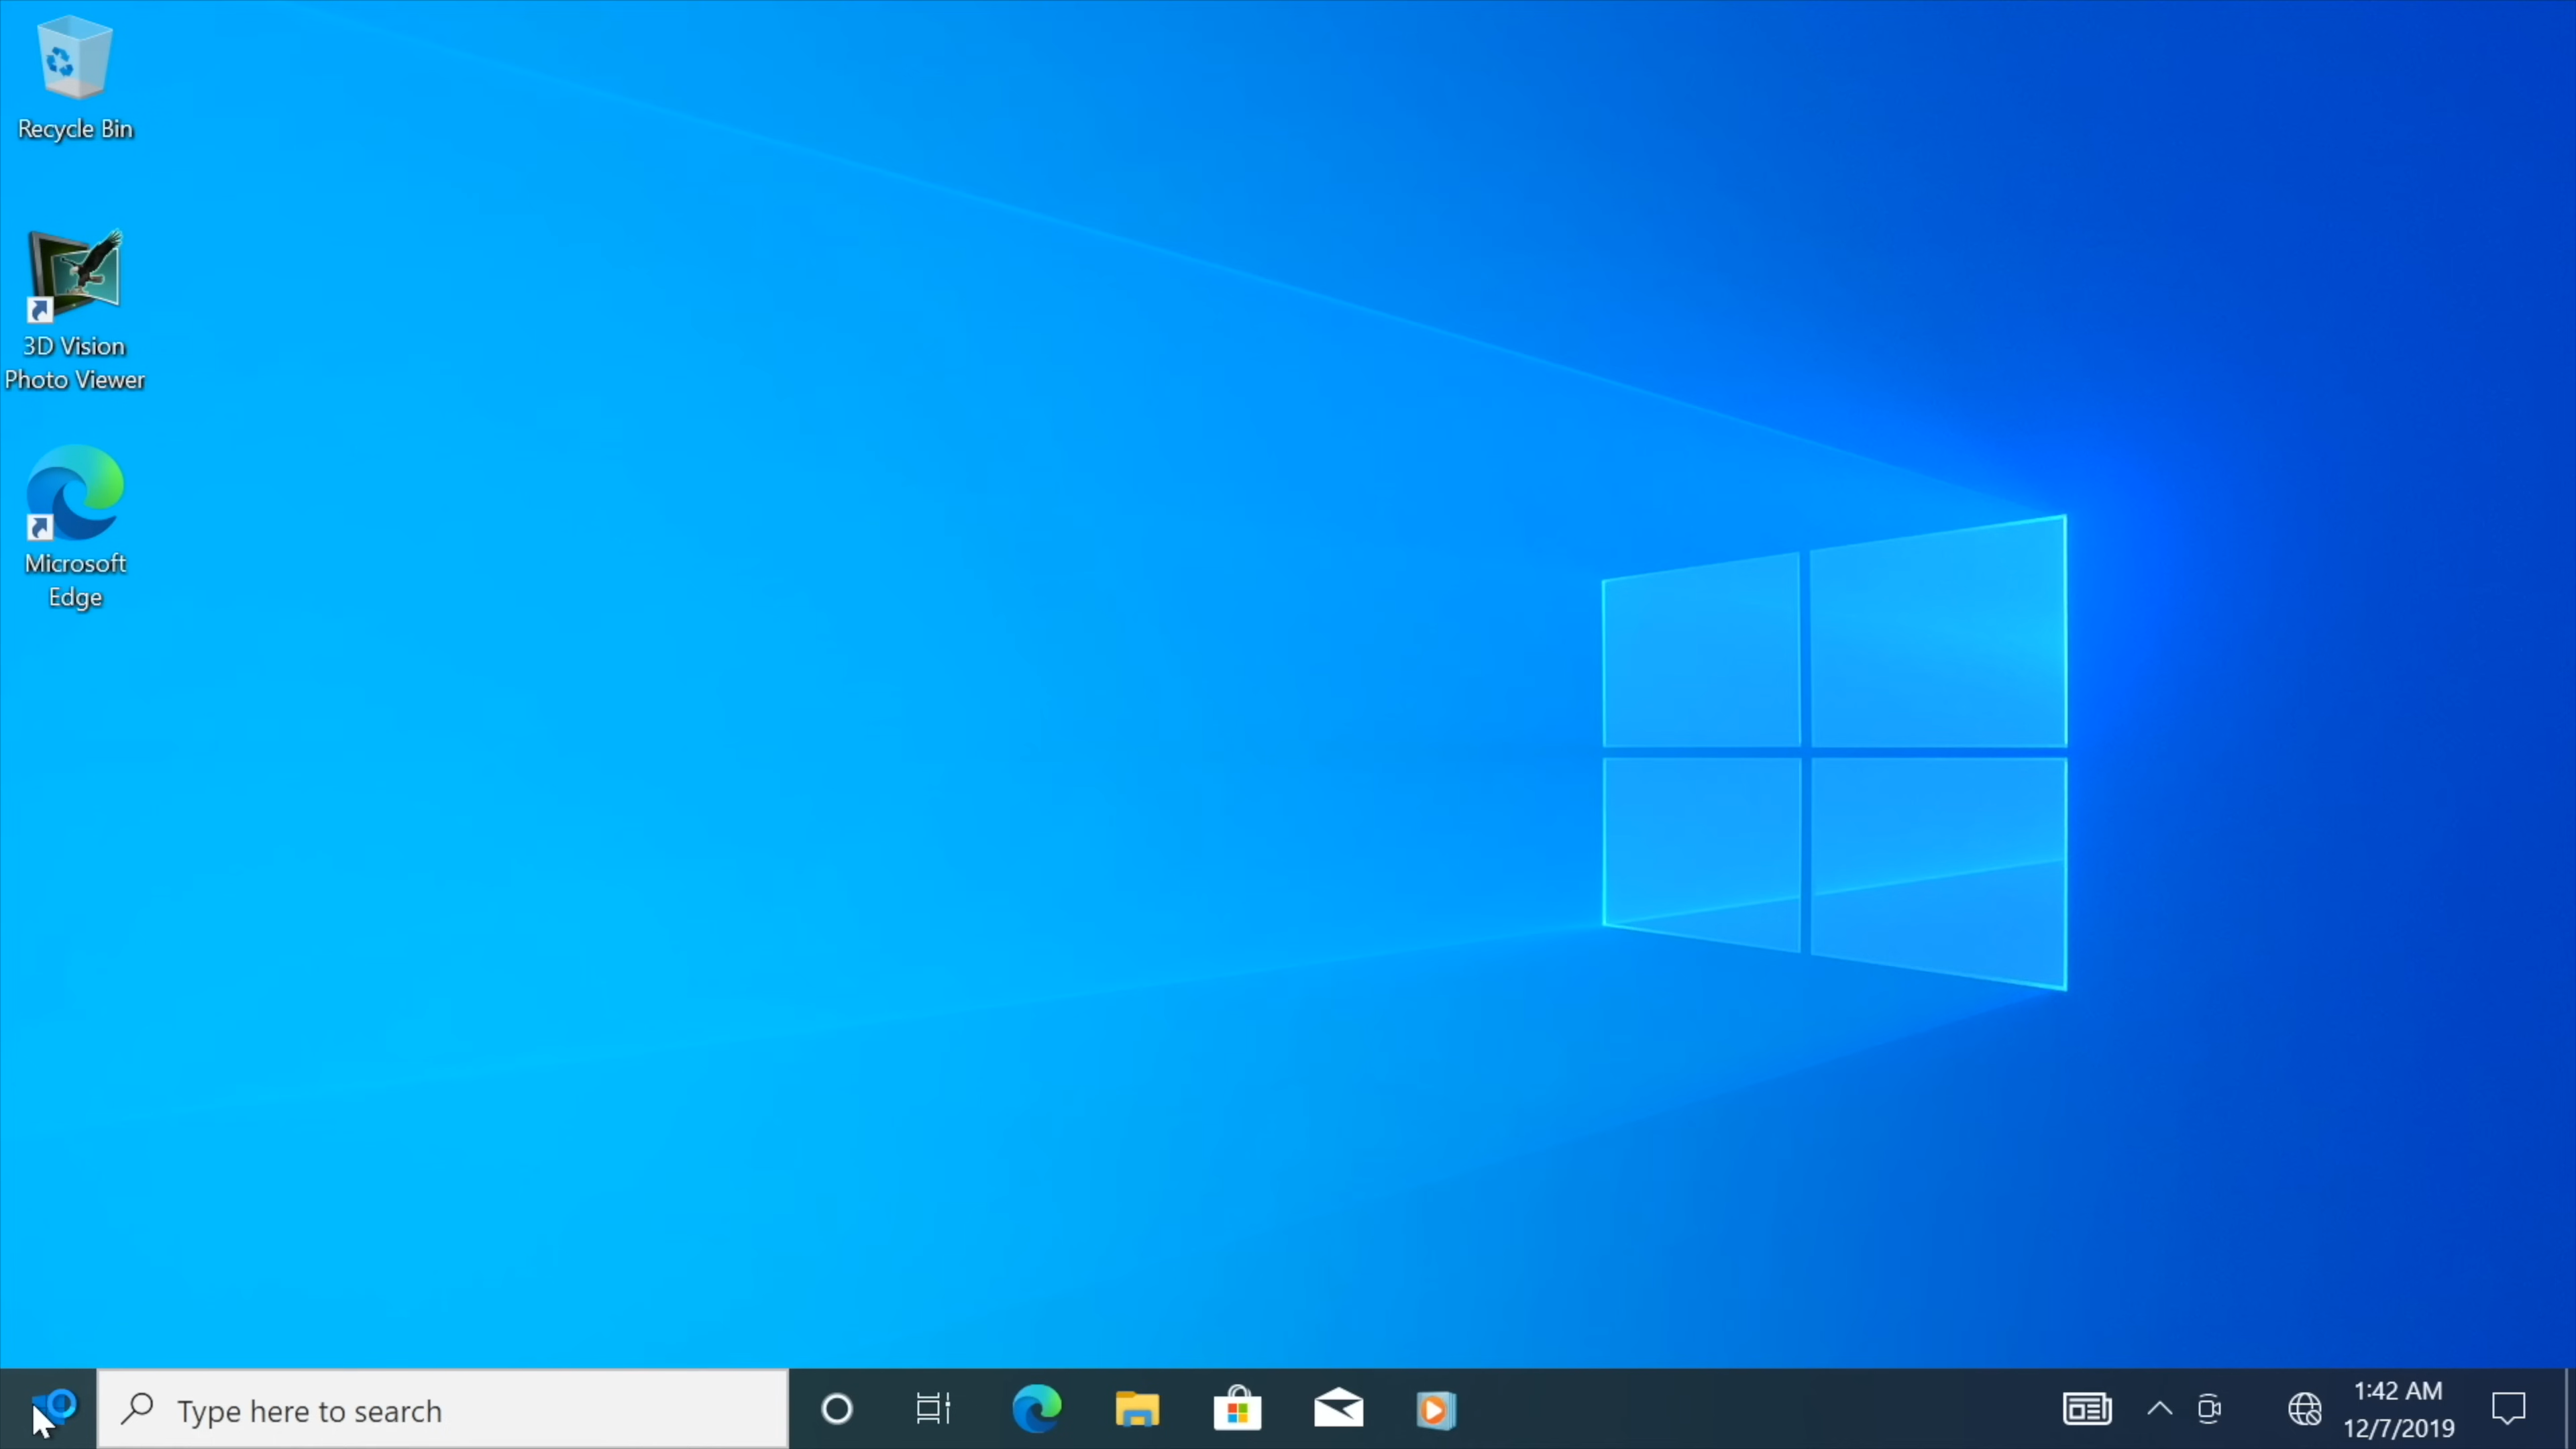 Recycle Bin
3D Vision
Photo Viewer
Microsoft
Edge
Type here to search
1:42 AM
12/7/2019